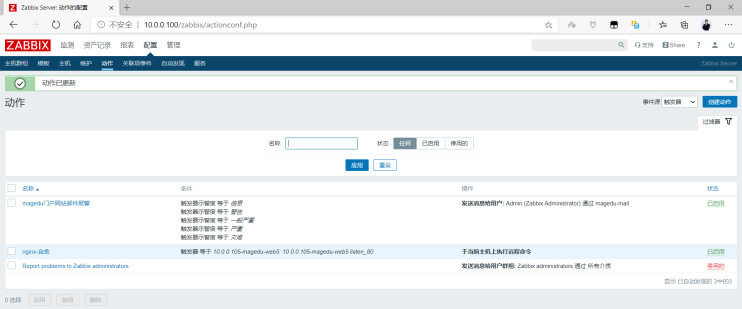 Zabbix Server: 动作的配置
不安全 | 10.0.0.100/zabbix/actionconf.php
ZABBIX 监测 资产记录 报表 配置 管理 支持 Share ?
主机群组 模板 主机 维护 动作 关联项事件 自动发现 服务 Zabbix Server
动作已更新
动作 事件源 触发器 创建动作
过滤器
名称 状态 任何 已启用 停用的
应用 重设
名称 条件 操作 状态
magedu门户网站邮件报警 触发器示警度 等于 信息 发送消息给用户: Admin (Zabbix Administrator) 通过 magedu-mail 已启用
触发器示警度 等于 警告
触发器示警度 等于 一般严重
触发器示警度 等于 严重
触发器示警度 等于 灾难
nginx-自愈 触发器 等于 10.0.0.105-magedu-web5: 10.0.0.105-magedu-web5 listen_80 于当前主机上执行远程命令 已启用
Report problems to Zabbix administrators 发送消息给用户群组: Zabbix administrators 通过 所有介质 停用的
显示 已自动发现的 3中的3
0 选择 启用 禁用 删除